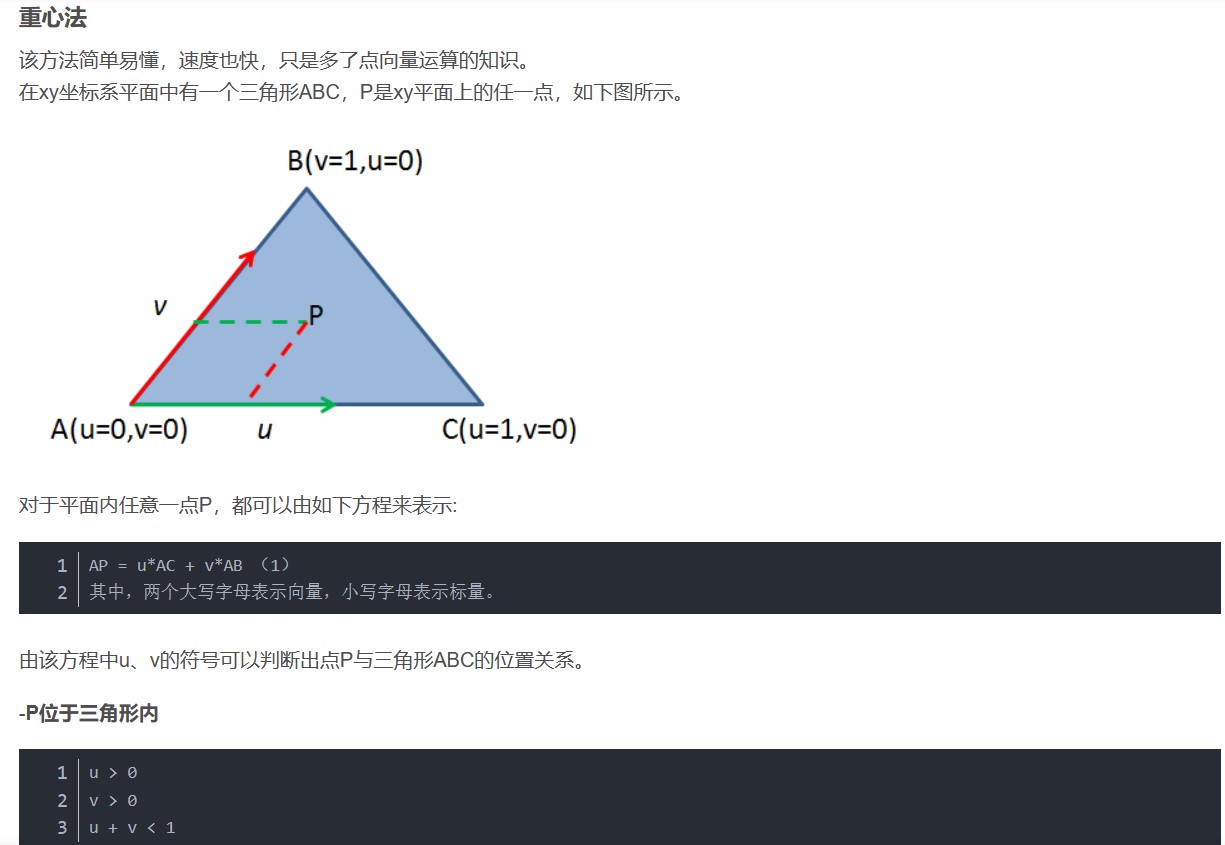 重心法
该方法简单易懂，速度也快，只是多了点向量运算的知识。
在xy坐标系平面中有一个三角形ABC，P是xy平面上的任一点，如下图所示。
B(v=1,u=0)
v
P
A(u=0,v=0)
u
C(u=1,v=0)
对于平面内任意一点P，都可以由如下方程来表示:
1 AP = u*AC + v*AB （1）
2 其中，两个大写字母表示向量，小写字母表示标量。
由该方程中u、v的符号可以判断出点P与三角形ABC的位置关系。
-P位于三角形内
1 u > 0
2 v > 0
3 u + v < 1